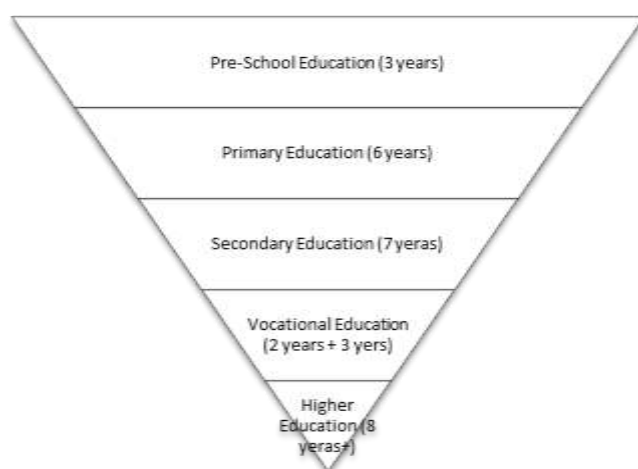 Pre-School Education (3 years)
Primary Education (6 years)
Secondary Education (7 yeras)
Vocational Education
(2 years + 3 yers)
Higher
Education (8
yeras+)